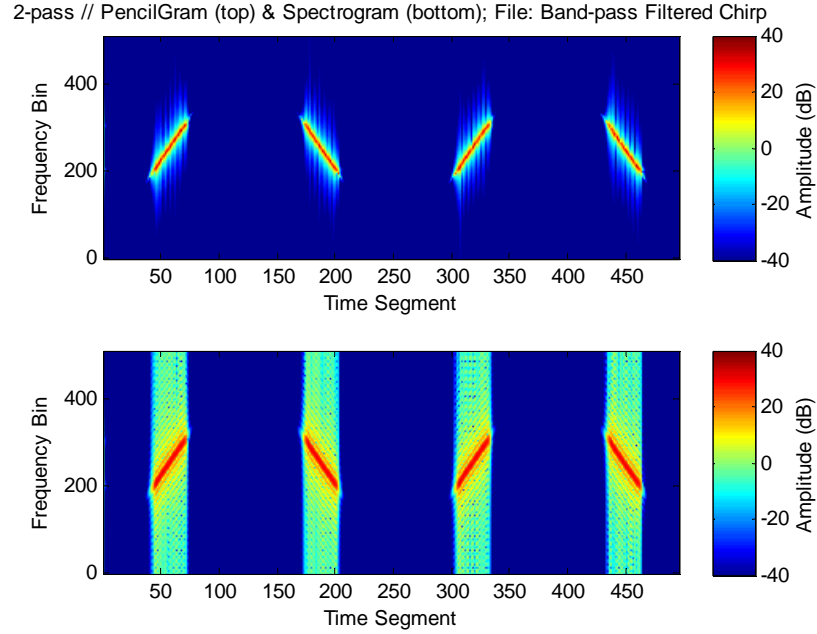 2-pass // PencilGram (top) & Spectrogram (bottom); File: Band-pass Filtered Chirp
Frequency Bin
400
200
0
50 100 150 200 250 300 350 400 450
Time Segment
40
20
0
-20
-40
Amplitude (dB)
Frequency Bin
400
200
0
50 100 150 200 250 300 350 400 450
Time Segment
40
20
0
-20
-40
Amplitude (dB)